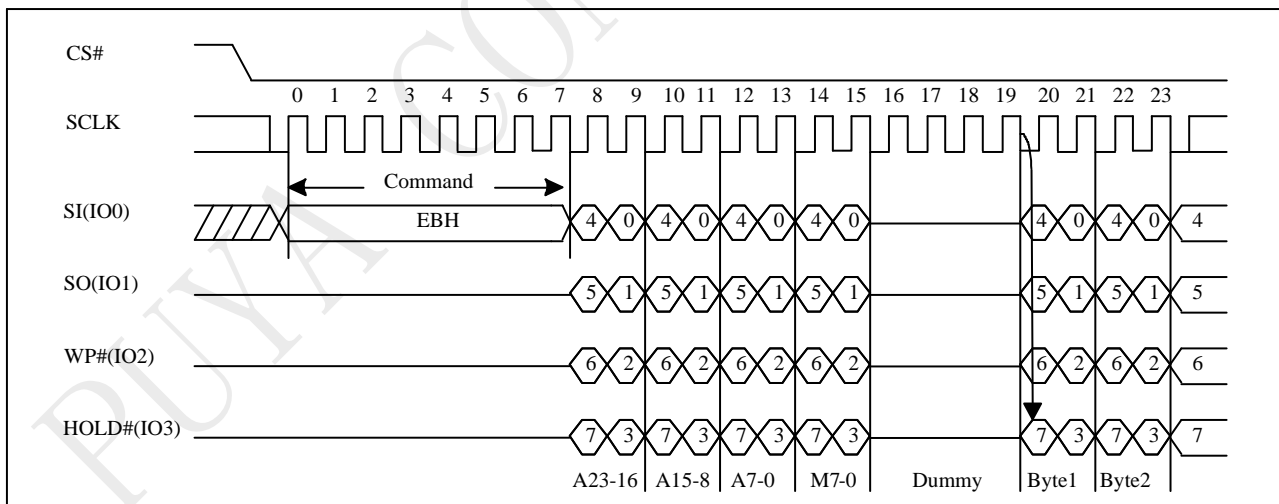 PUYA CON
CS#
0 1 2 3 4 5 6 7 8 9 10 11 12 13 14 15 16 17 18 19 20 21 22 23
SCLK
Command
SI(IO0) EBH 4 0 4 0 4 0 4 0 4 0 4 0 4
SO(IO1) 5 1 5 1 5 1 5 1 5 1 5 1 5
WP#(IO2) 6 2 6 2 6 2 6 2 6 2 6 2 6
HOLD#(IO3) 7 3 7 3 7 3 7 3 7 3 7 3 7
A23-16 A15-8 A7-0 M7-0 Dummy Byte1 Byte2